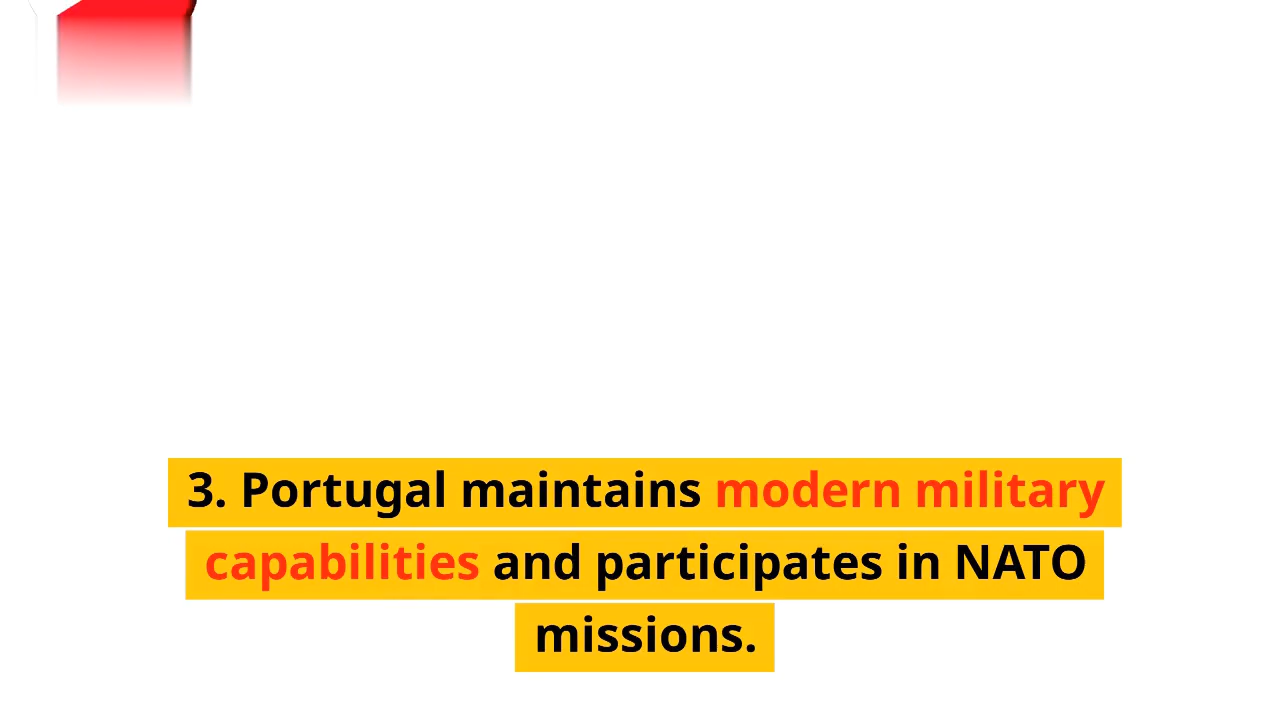 3. Portugal maintains modern military
capabilities and participates in NATO
missions.